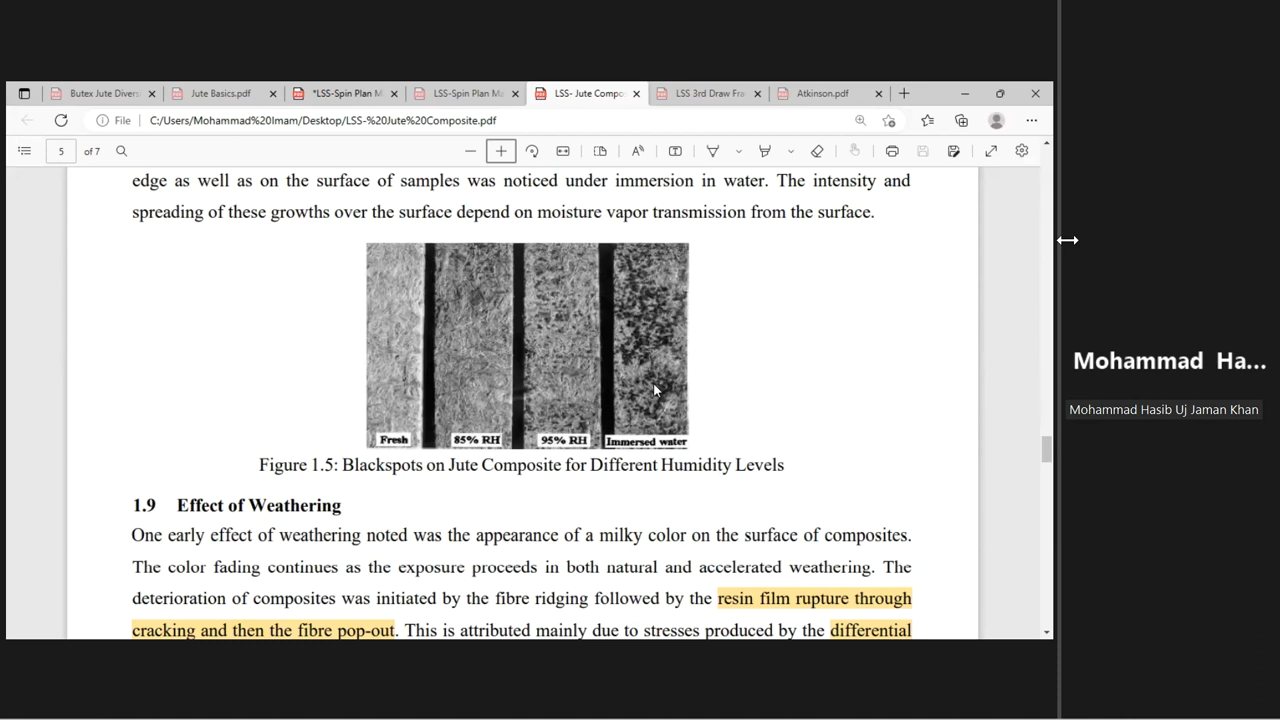 Butex Jute Divers
Jute Basics.pdf
*LSS-Spin Plan M
LSS-Spin Plan Ma
LSS- Jute Compo
LSS 3rd Draw Fra
Atkinson.pdf
File
C:/Users/Mohammad%20Imam/Desktop/LSS-%20Jute%20Composite.pdf
5 of 7
edge as well as on the surface of samples was noticed under immersion in water. The intensity and
spreading of these growths over the surface depend on moisture vapor transmission from the surface.
Fresh
85% RH
95% RH
Immersed water
Figure 1.5: Blackspots on Jute Composite for Different Humidity Levels
1.9 Effect of Weathering
One early effect of weathering noted was the appearance of a milky color on the surface of composites.
The color fading continues as the exposure proceeds in both natural and accelerated weathering. The
deterioration of composites was initiated by the fibre ridging followed by the resin film rupture through
cracking and then the fibre pop-out. This is attributed mainly due to stresses produced by the differential
Mohammad Ha...
Mohammad Hasib Uj Jaman Khan